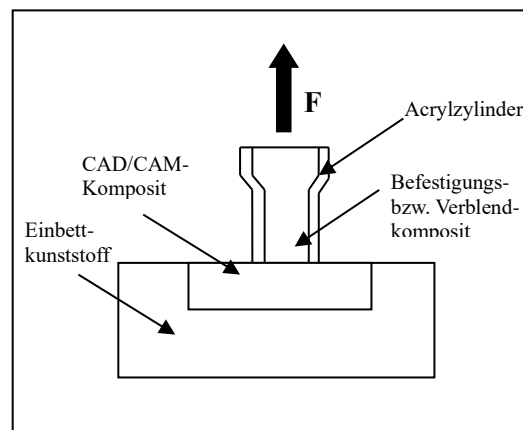 F
Acrylzylinder
CAD/CAM-
Komposit
Befestigungs-
bzw. Verblend-
komposit
Einbett-
kunststoff